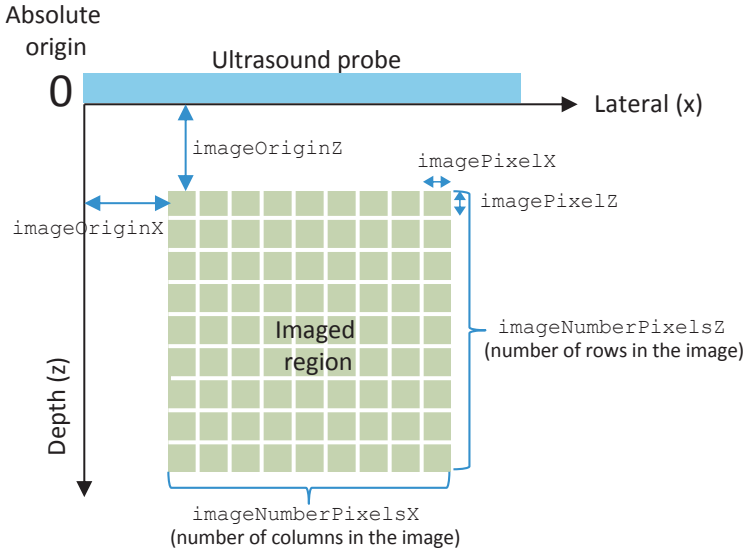 Absolute
origin
0
Ultrasound probe
Lateral (x)
imageOriginZ
imagePixelX
imagePixelZ
imageOriginX
Imaged
region
imageNumberPixelsZ
(number of rows in the image)
Depth (z)
imageNumberPixelsX
(number of columns in the image)